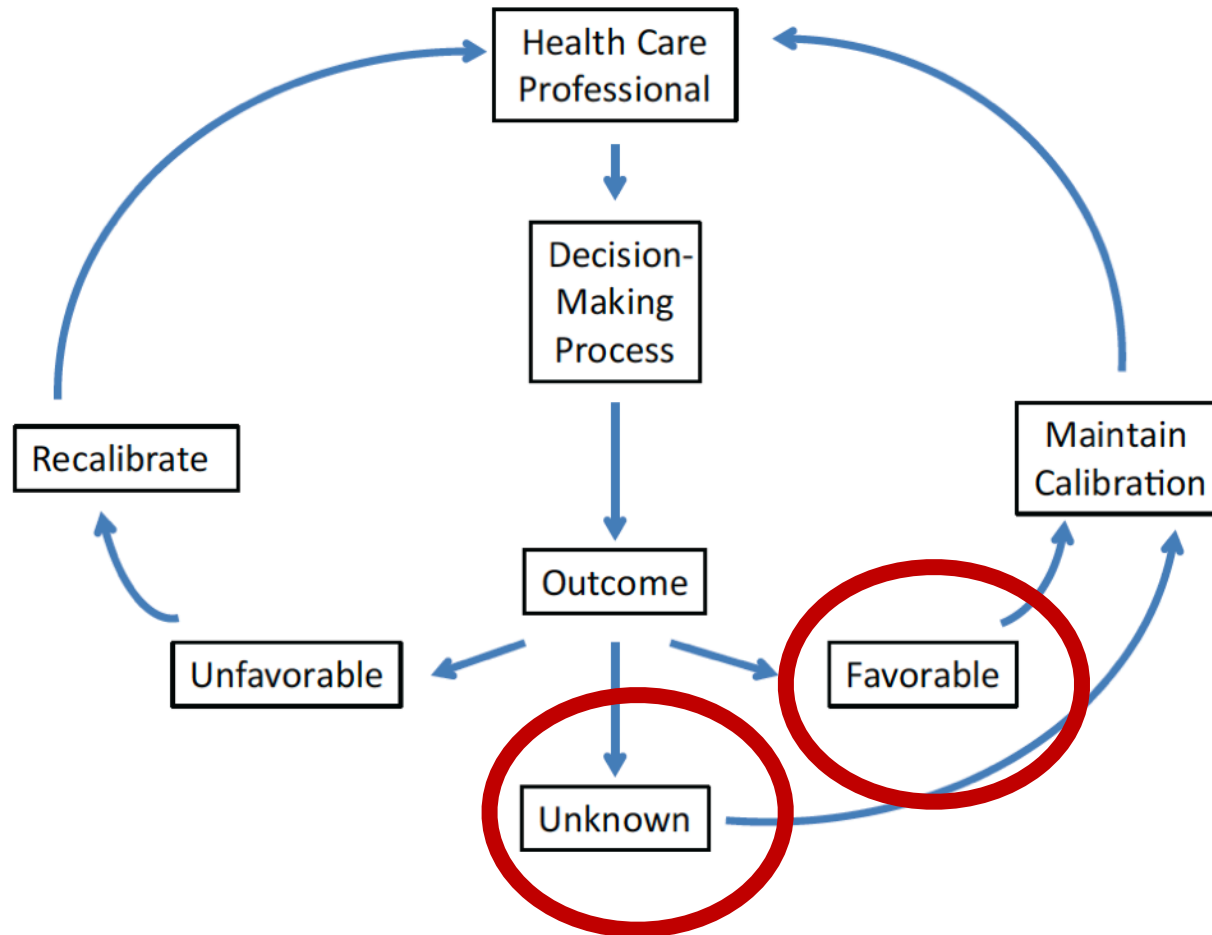 Health Care
Professional
Decision-
Making
Process
Recalibrate
Maintain
Calibration
Outcome
Unfavorable
Favorable
Unknown